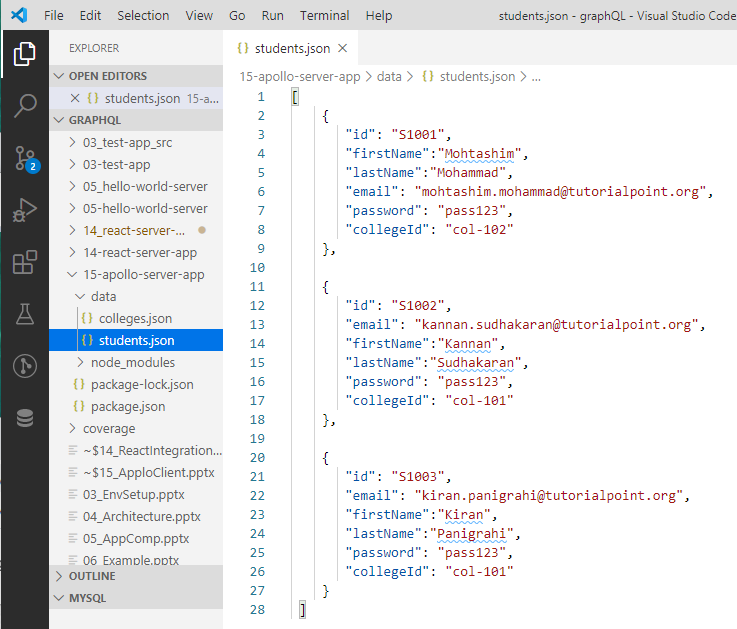 File Edit Selection View Go Run Terminal Help students.json - graphQL - Visual Studio Code
EXPLORER
OPEN EDITORS
students.json 15-a...
GRAPHQL
03_test-app_src
03-test-app
05_hello-world-server
05-hello-world-server
14_react-server-...
14-react-server-app
15-apollo-server-app
data
{} colleges.json
{} students.json
node_modules
{} package-lock.json
{} package.json
coverage
~$14_ReactIntegration...
~$15_ApploClient.pptx
03_EnvSetup.pptx
04_Architecture.pptx
05_AppComp.pptx
06_Example.pptx
OUTLINE
MYSQL
2
{} students.json ×
15-apollo-server-app > data > {} students.json > ...
1 [
2 {
3 "id": "S1001",
4 "firstName":"Mohtashim",
5 "lastName":"Mohammad",
6 "email": "mohtashim.mohammad@tutorialpoint.org",
7 "password": "pass123",
8 "collegeId": "col-102"
9 },
10
11 {
12 "id": "S1002",
13 "email": "kannan.sudhakaran@tutorialpoint.org",
14 "firstName":"Kannan",
15 "lastName":"Sudhakaran",
16 "password": "pass123",
17 "collegeId": "col-101"
18 },
19
20 {
21 "id": "S1003",
22 "email": "kiran.panigrahi@tutorialpoint.org",
23 "firstName":"Kiran",
24 "lastName":"Panigrahi",
25 "password": "pass123",
26 "collegeId": "col-101"
27 }
28 ]